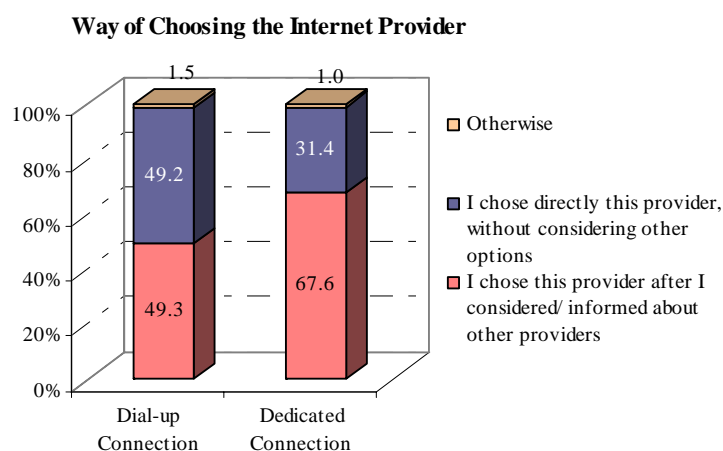 Way of Choosing the Internet Provider
1.5
1.0
100%
80%
60%
40%
20%
0%
49.2
49.3
31.4
67.6
Dial-up
Connection
Dedicated
Connection
Otherwise
I chose directly this provider,
without considering other
options
I chose this provider after I
considered/ informed about
other providers